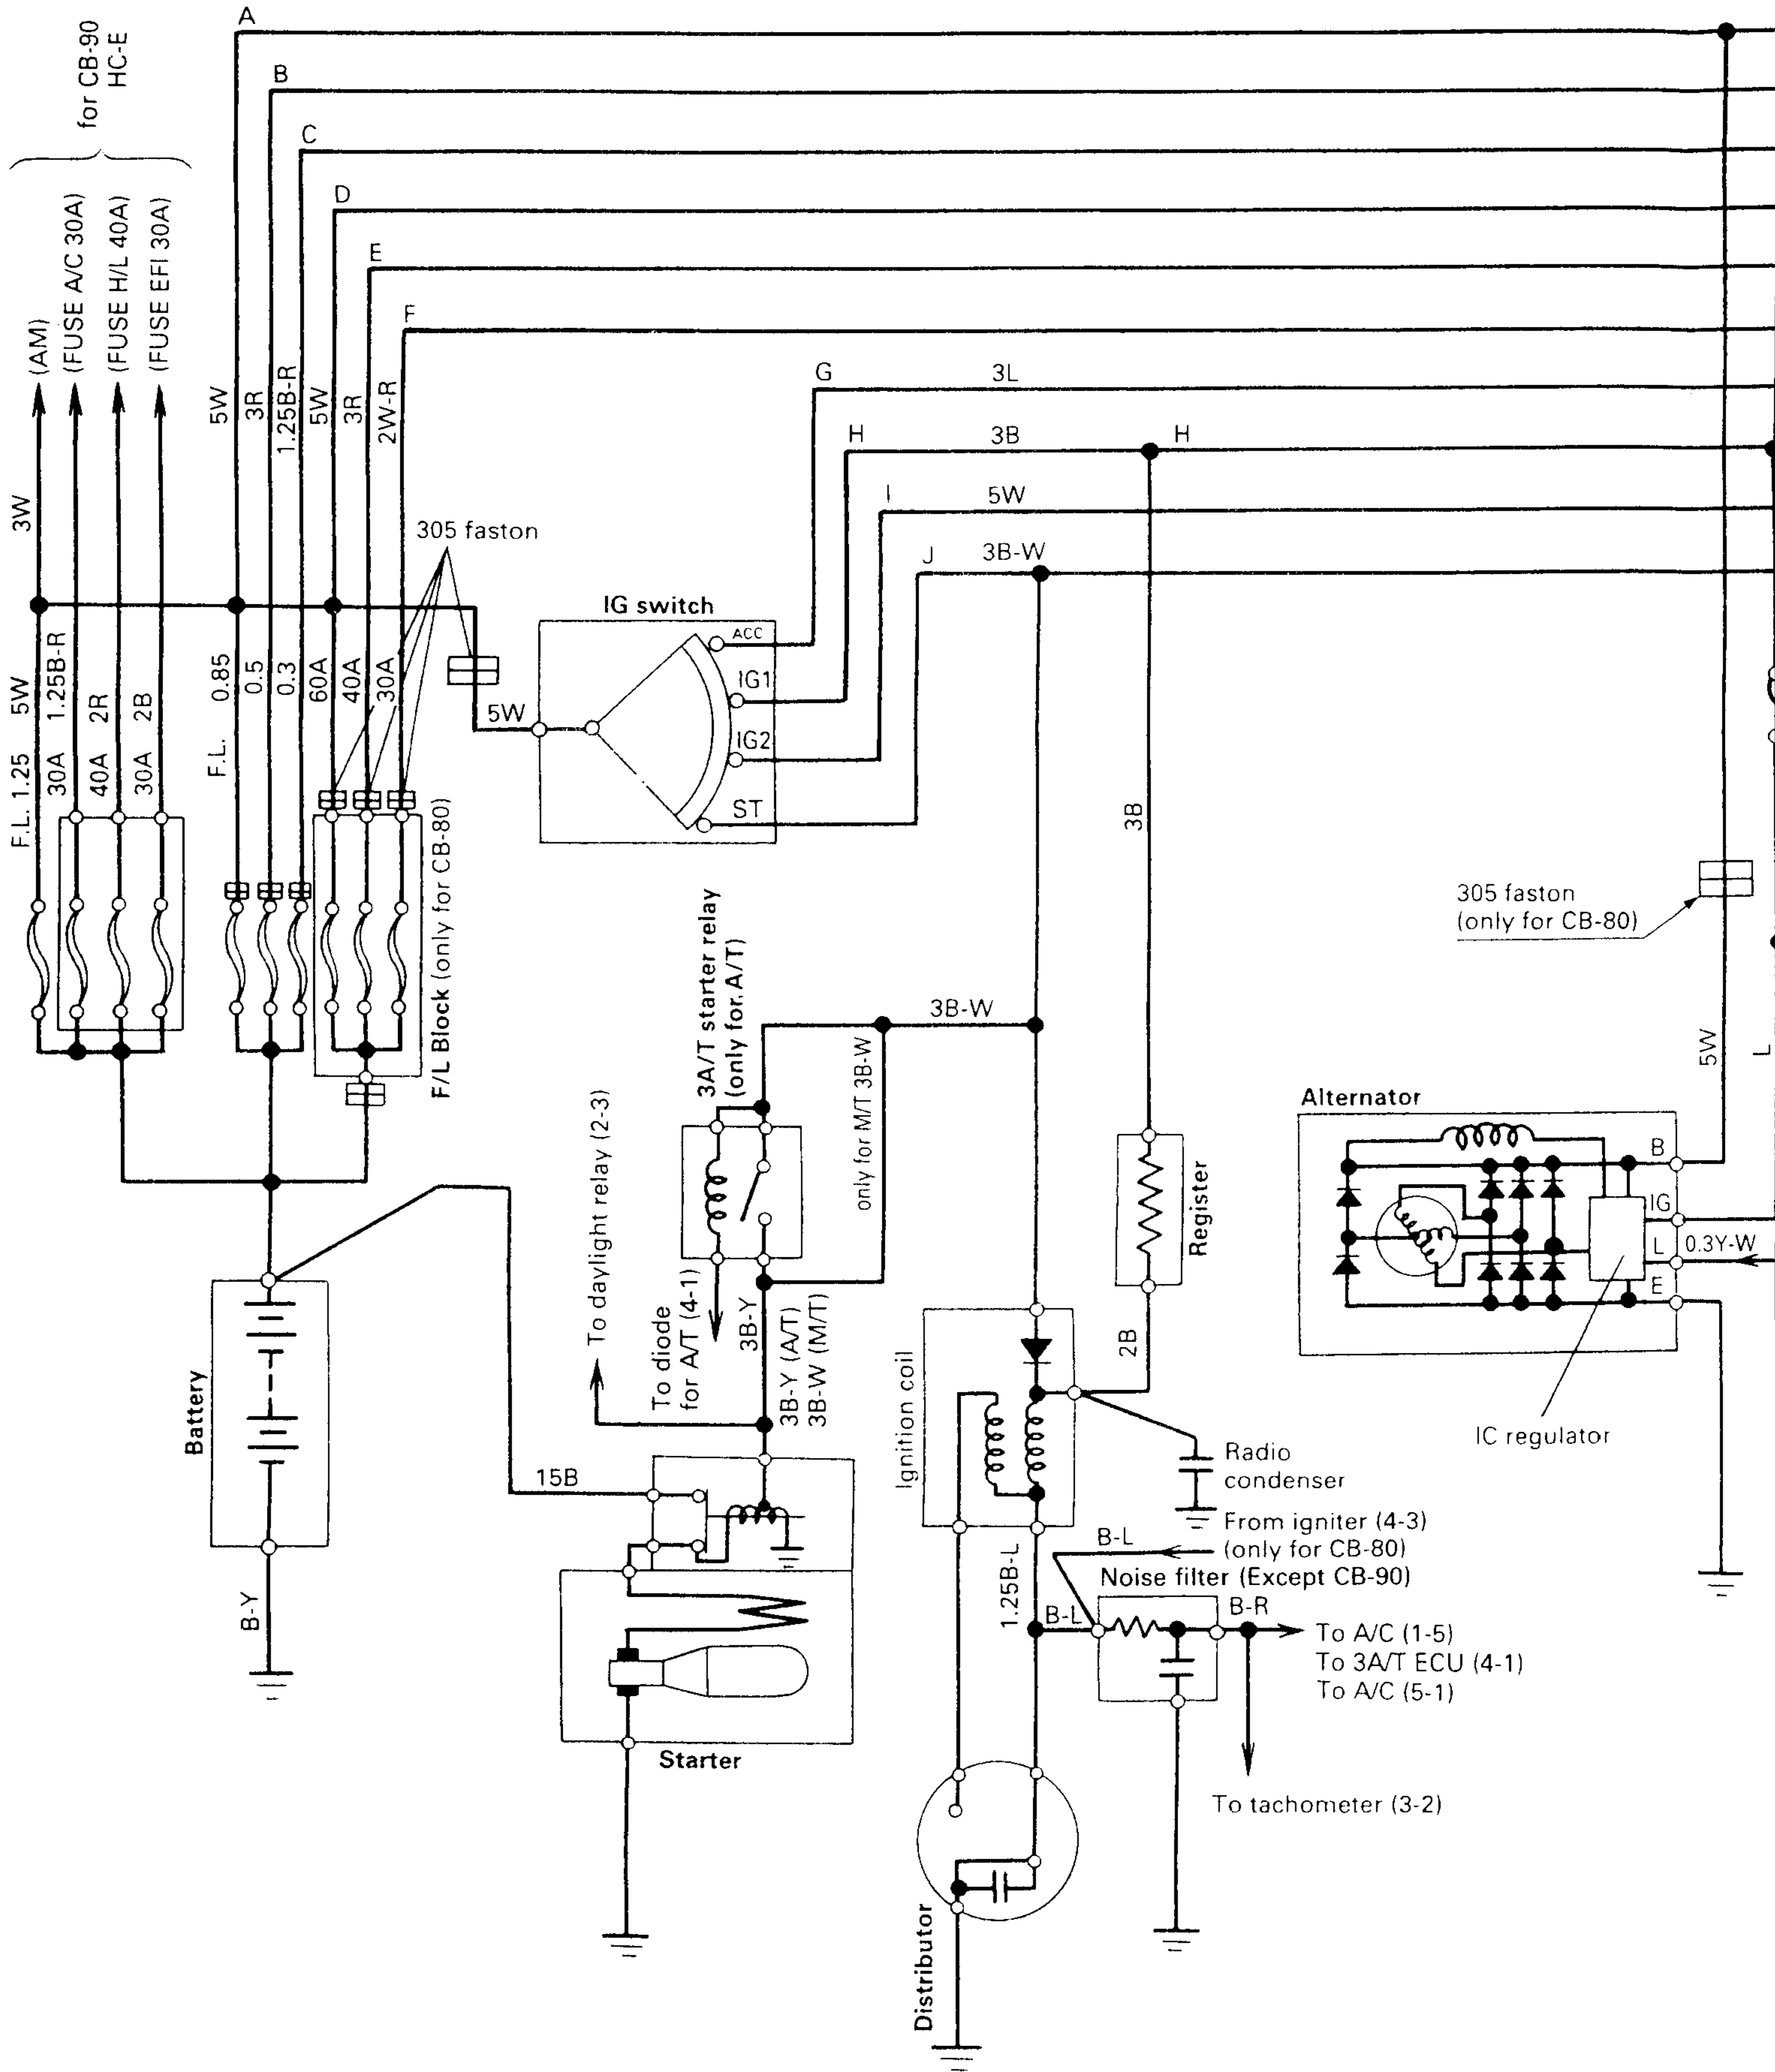 A
for CB-90
HC-E
B
C
D
E
F
(AM)
(FUSE A/C 30A)
(FUSE H/L 40A)
(FUSE EFI 30A)
5W
3R
1.25B-R
5W
3R
2W-R
G
3L
H
3B
H
I
5W
J
3B-W
3W
305 faston
IG switch
ACC
IG1
IG2
ST
5W
F.L. 1.25
5W
30A
1.25B-R
40A
2R
30A
2B
F.L.
0.85
0.5
0.3
60A
40A
30A
F/L Block (only for CB-80)
3B
305 faston
(only for CB-80)
5W
L
3A/T starter relay
(only for A/T)
3B-W
only for M/T 3B-W
To daylight relay (2-3)
To diode
for A/T (4-1)
3B-Y
3B-Y (A/T)
3B-W (M/T)
Register
2B
Alternator
B
IG
L
0.3Y-W
E
IC regulator
Battery
B-Y
15B
Starter
Ignition coil
Radio
condenser
From igniter (4-3)
(only for CB-80)
B-L
Noise filter (Except CB-90)
1.25B-L
B-L
B-R
To A/C (1-5)
To 3A/T ECU (4-1)
To A/C (5-1)
To tachometer (3-2)
Distributor